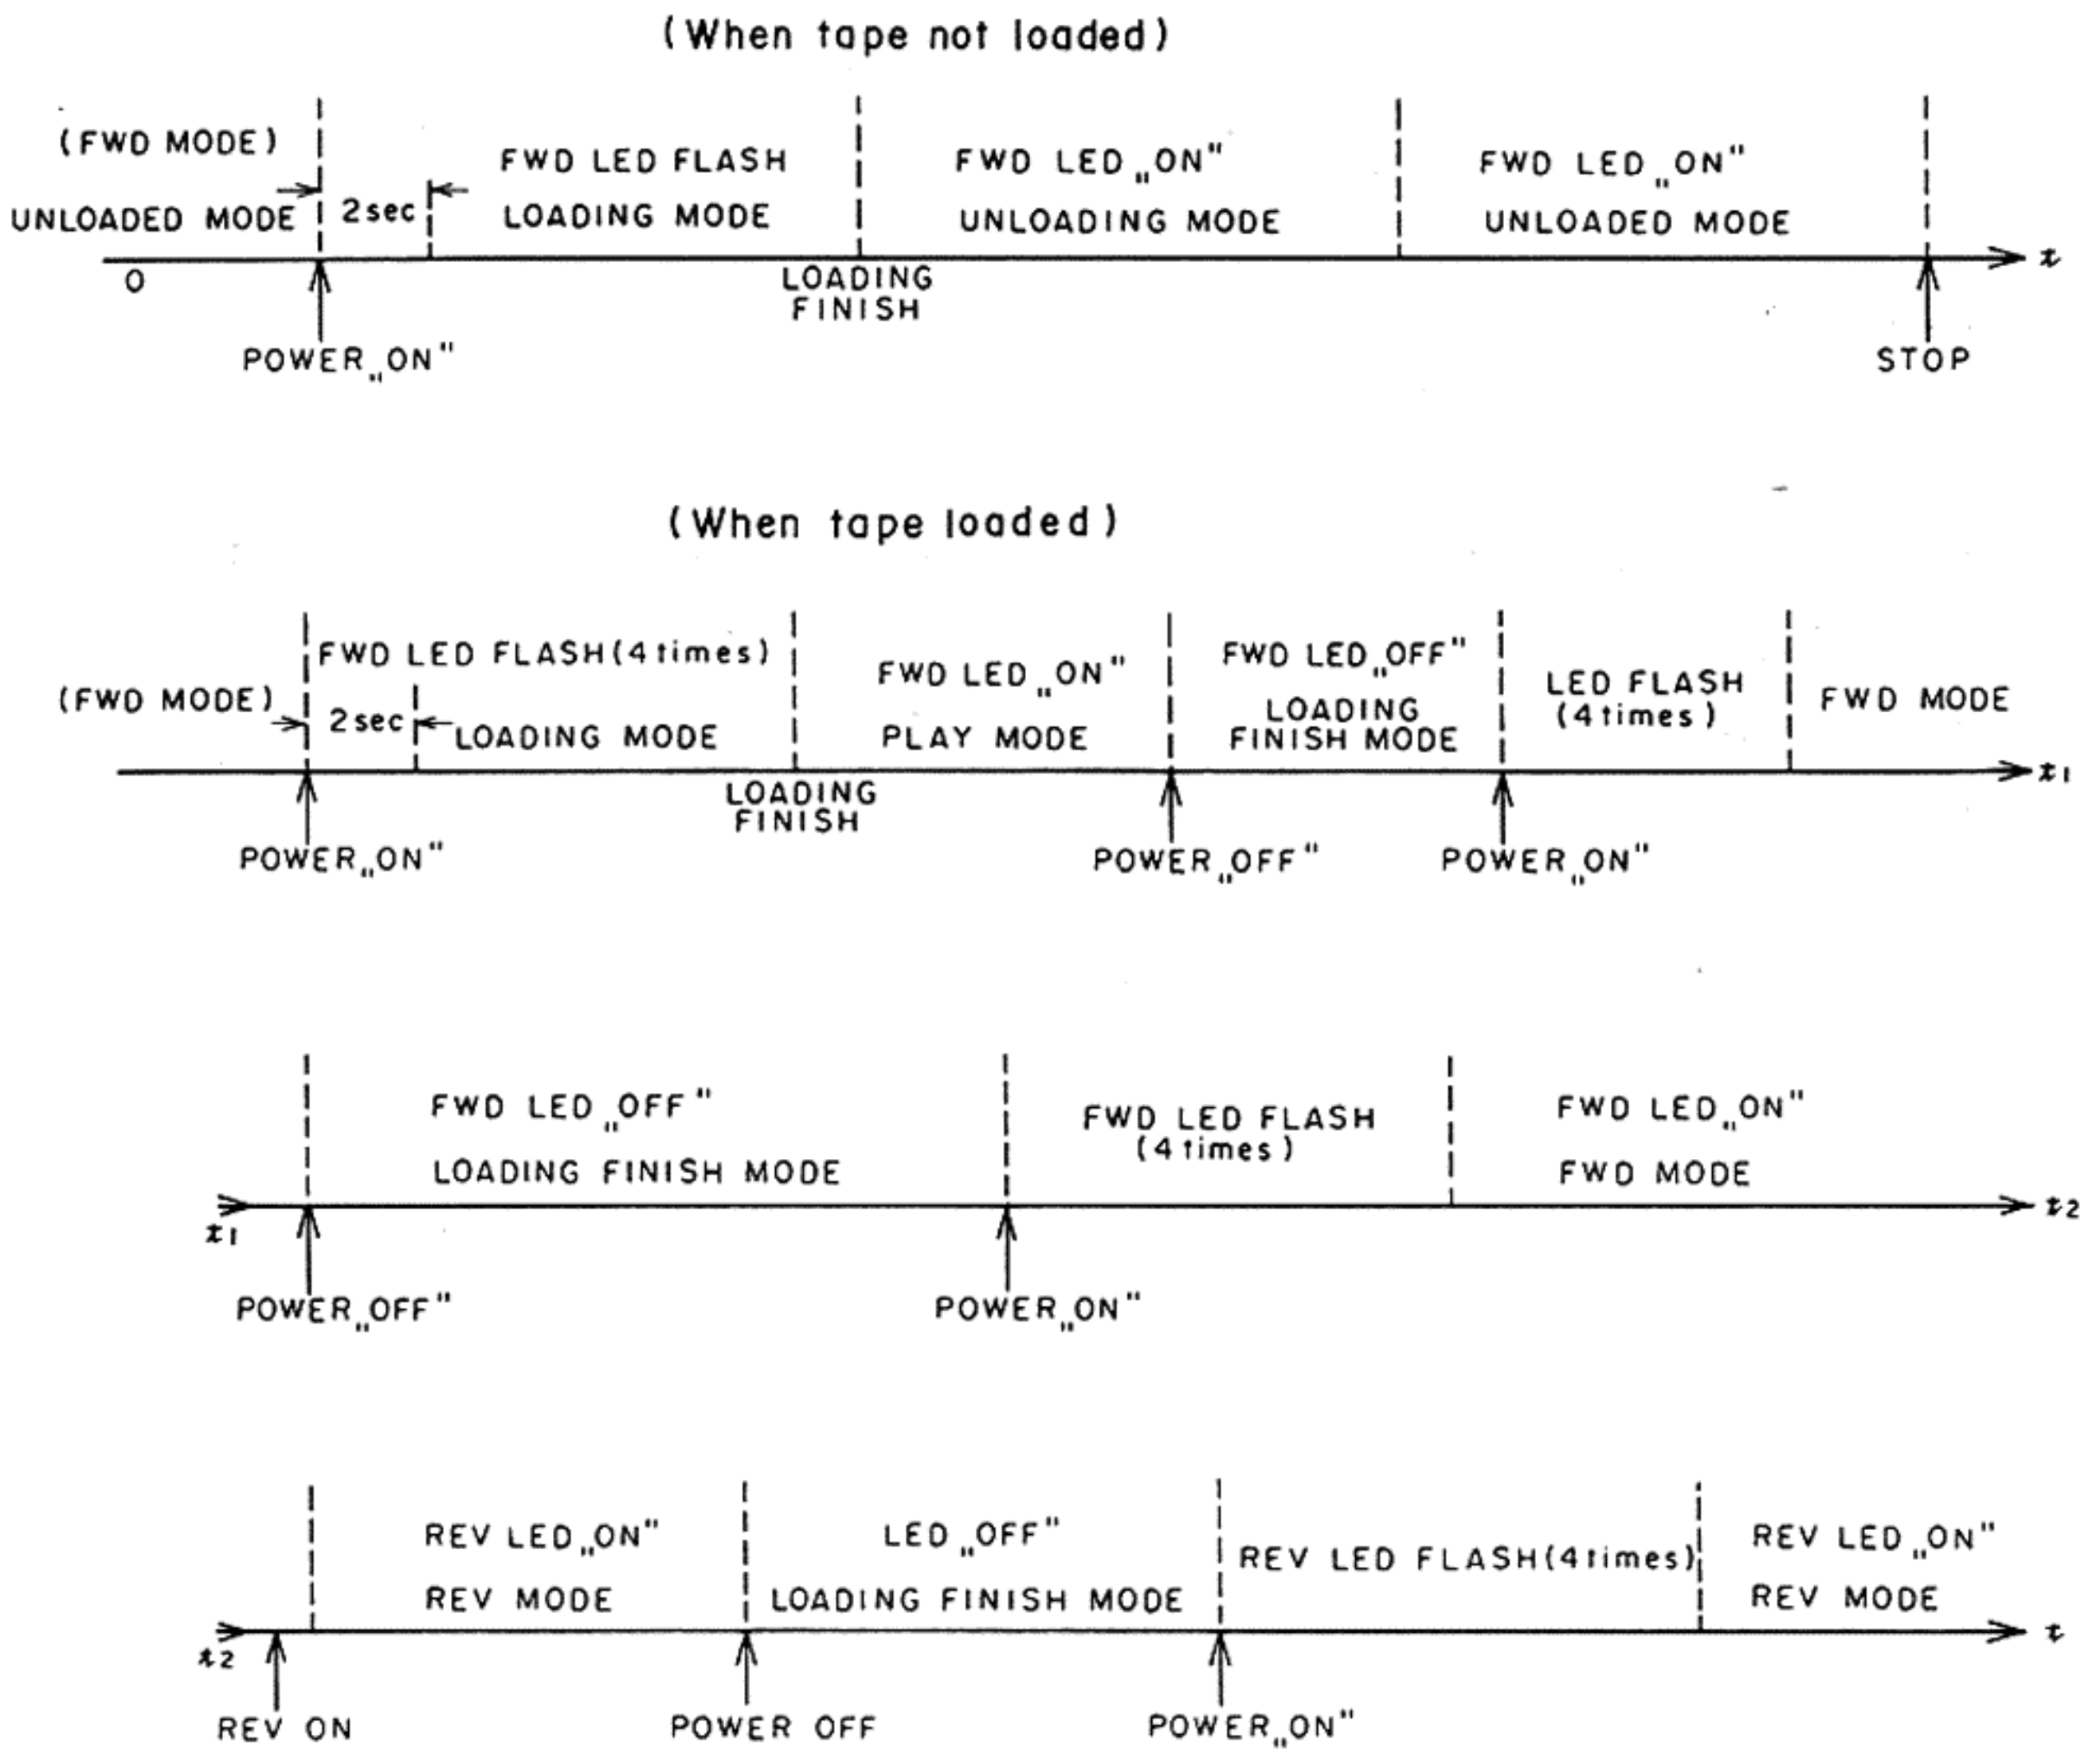 (When tape not loaded)
(FWD MODE)
UNLOADED MODE
2sec
FWD LED FLASH
LOADING MODE
FWD LED „ON"
UNLOADING MODE
FWD LED „ON"
UNLOADED MODE
0
t
LOADING
FINISH
POWER „ON"
STOP
(When tape loaded)
(FWD MODE)
FWD LED FLASH (4 times)
2sec
LOADING MODE
FWD LED „ON"
PLAY MODE
FWD LED „OFF"
LOADING
FINISH MODE
LED FLASH
(4 times)
FWD MODE
t1
LOADING
FINISH
POWER „ON"
POWER „OFF"
POWER „ON"
FWD LED „OFF"
LOADING FINISH MODE
FWD LED FLASH
(4 times)
FWD LED „ON"
FWD MODE
t1
t2
POWER „OFF"
POWER „ON"
REV LED „ON"
REV MODE
LED „OFF"
LOADING FINISH MODE
REV LED FLASH (4 times)
REV LED „ON"
REV MODE
t2
t
REV ON
POWER OFF
POWER „ON"